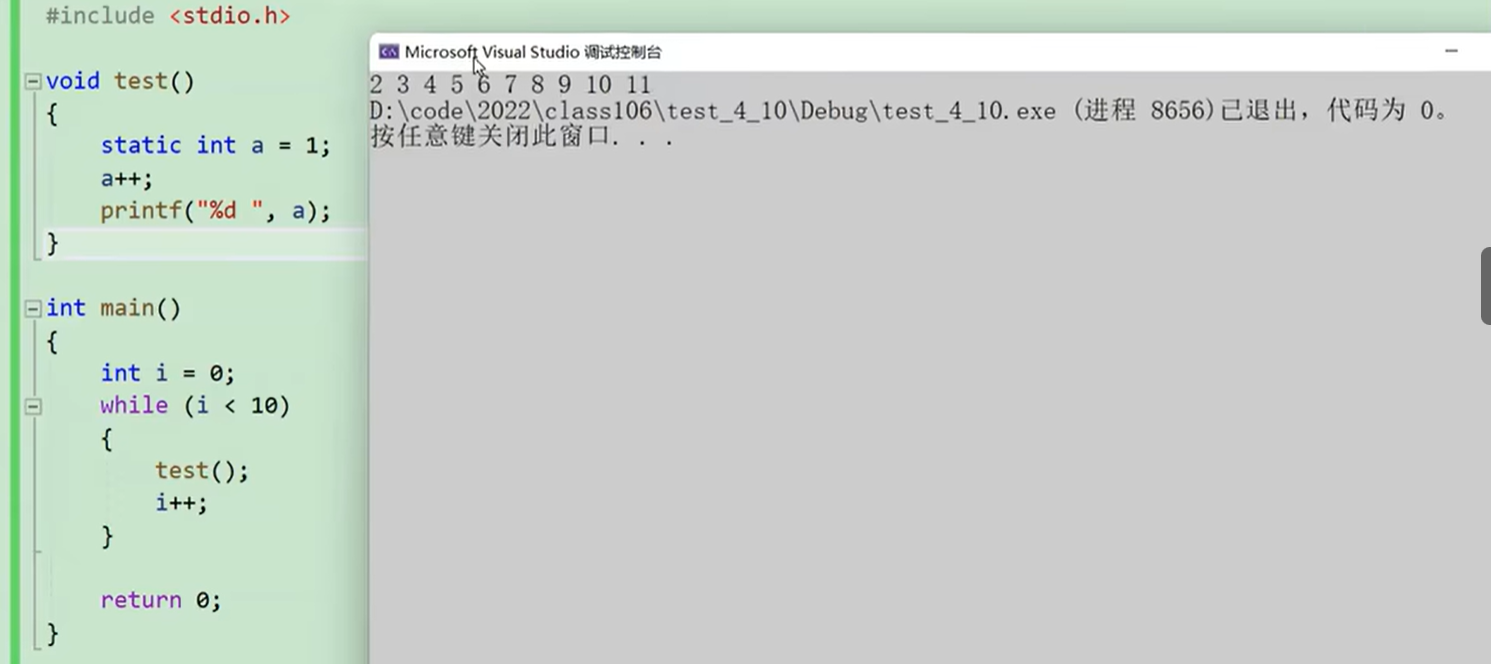 #include <stdio.h>
void test()
{
static int a = 1;
a++;
printf("%d ", a);
}
int main()
{
int i = 0;
while (i < 10)
{
test();
i++;
}
return 0;
}
Microsoft Visual Studio 调试控制台
2 3 4 5 6 7 8 9 10 11
D:\code\2022\class106\test_4_10\Debug\test_4_10.exe (进程 8656)已退出，代码为 0。
按任意键关闭此窗口. . .